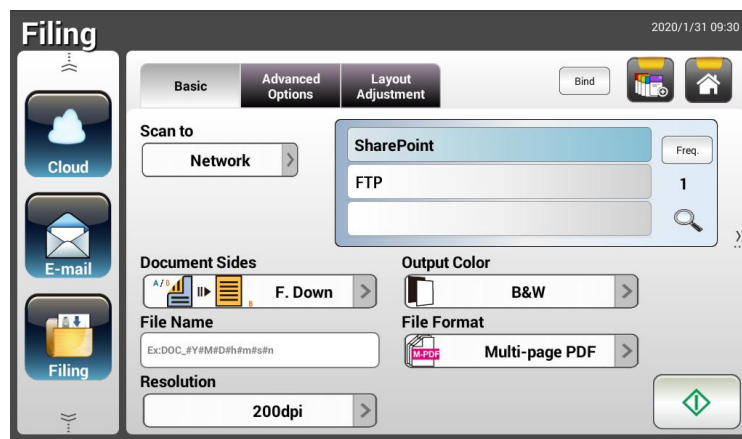 Filing
2020/1/31 09:30
Basic
Advanced
Options
Layout
Adjustment
Bind
Cloud
E-mail
Filing
Scan to
Network
SharePoint
FTP
Freq.
1
Document Sides
A/B
B
F. Down
Output Color
B&W
File Name
Ex:DOC_#Y#M#D#h#m#s#n
File Format
M-PDF
Multi-page PDF
Resolution
200dpi